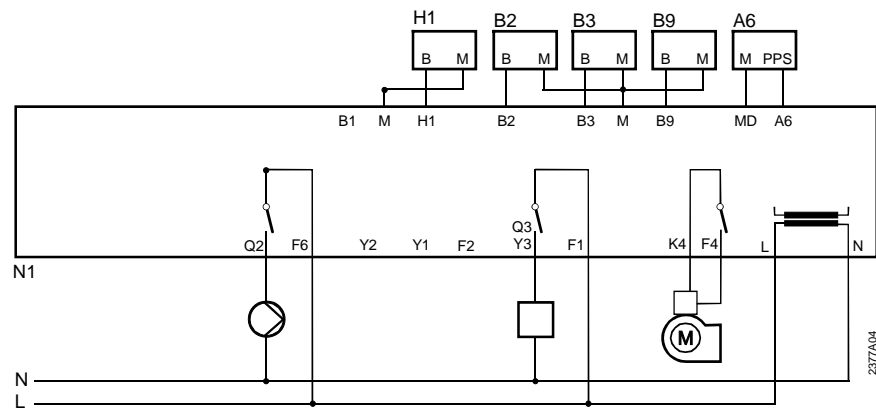 H1 B2 B3 B9 A6
B M B M B M B M M PPS
B1 M H1 B2 B3 M B9 MD A6
Q3
Q2 F6 Y2 Y1 F2 Y3 F1 K4 F4 L N
N1
M
2377A04
N
L